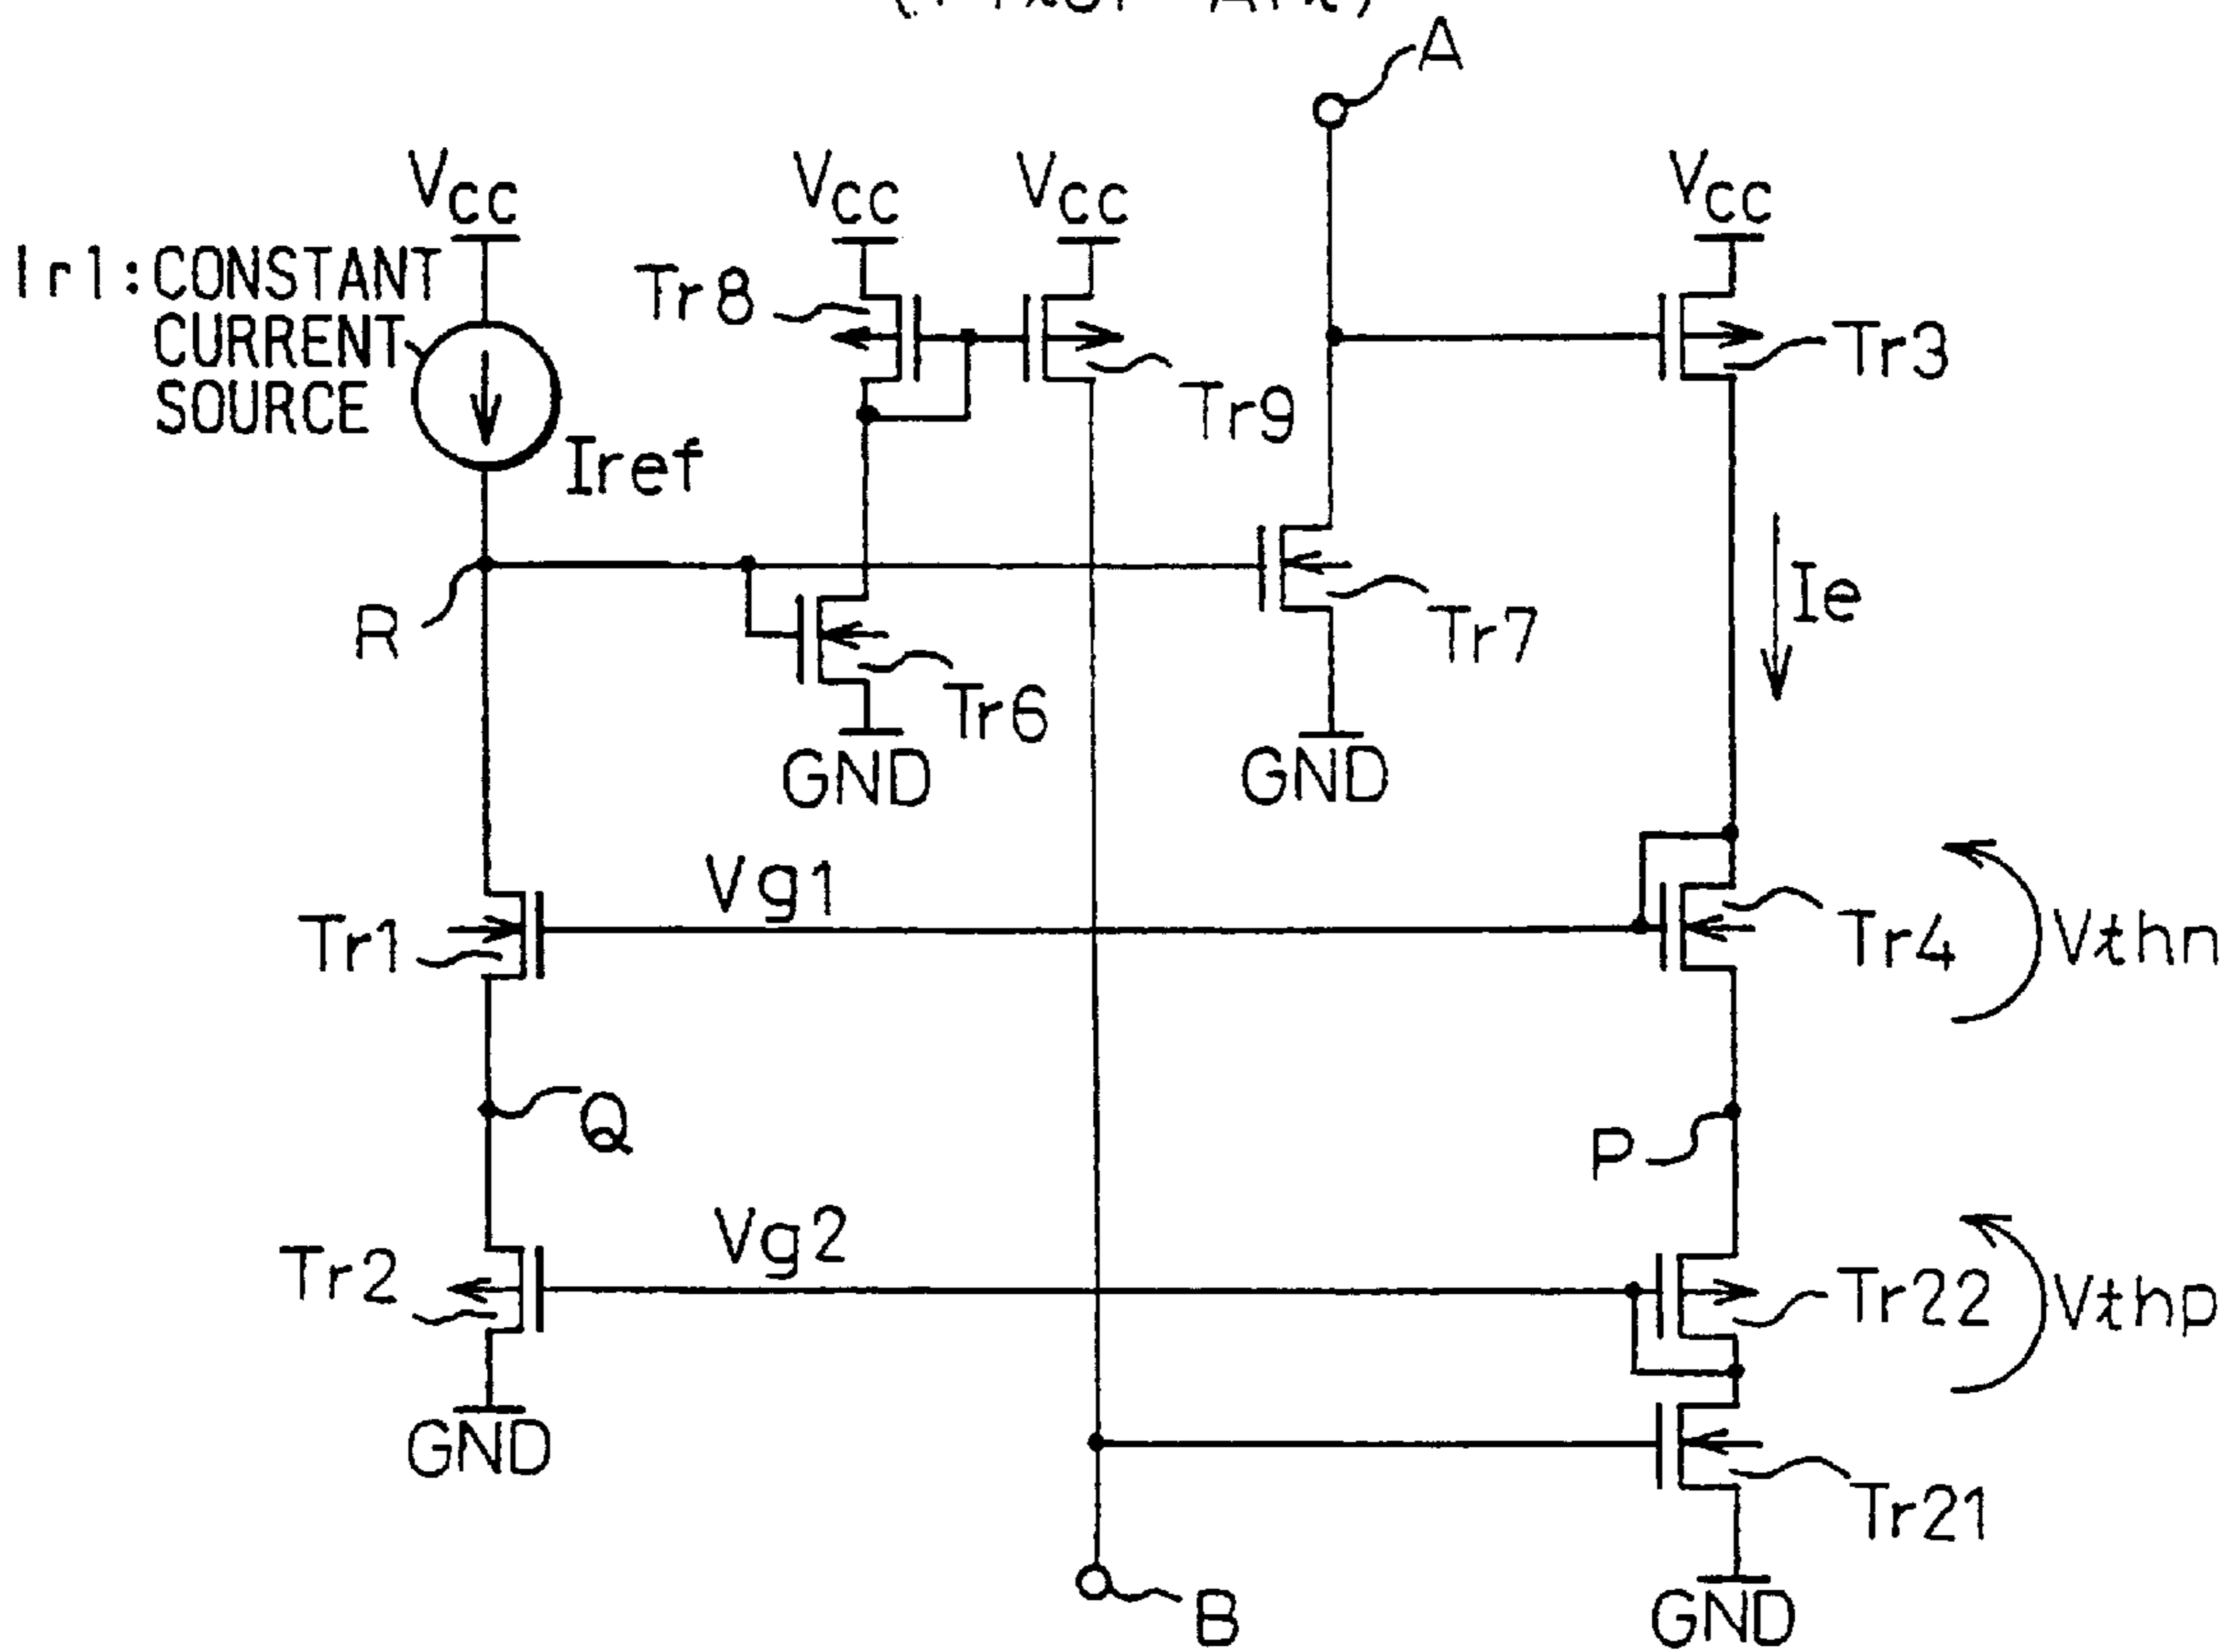 A
Vcc
Vcc
Vcc
Vcc
Ir1:CONSTANT
CURRENT
SOURCE
Tr8
Tr9
Tr3
Iref
R
Ie
Tr7
Tr6
GND
GND
Vg1
Tr1
Tr4
Vthn
Q
P
Vg2
Tr2
Tr22
Vthp
GND
Tr21
B
GND